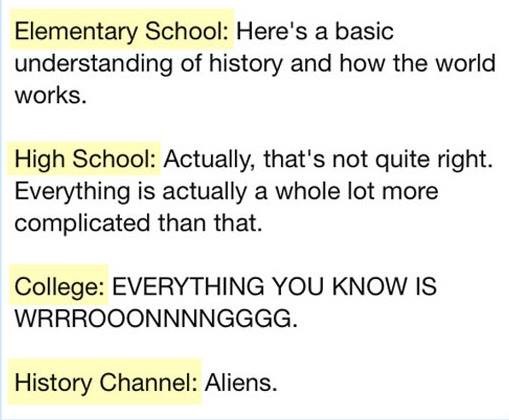 Elementary School: Here's a basic
understanding of history and how the world
works.
High School: Actually, that's not quite right.
Everything is actually a whole lot more
complicated than that.
College: EVERYTHING YOU KNOW IS
WRRROOONNNNGGGG.
History Channel: Aliens.